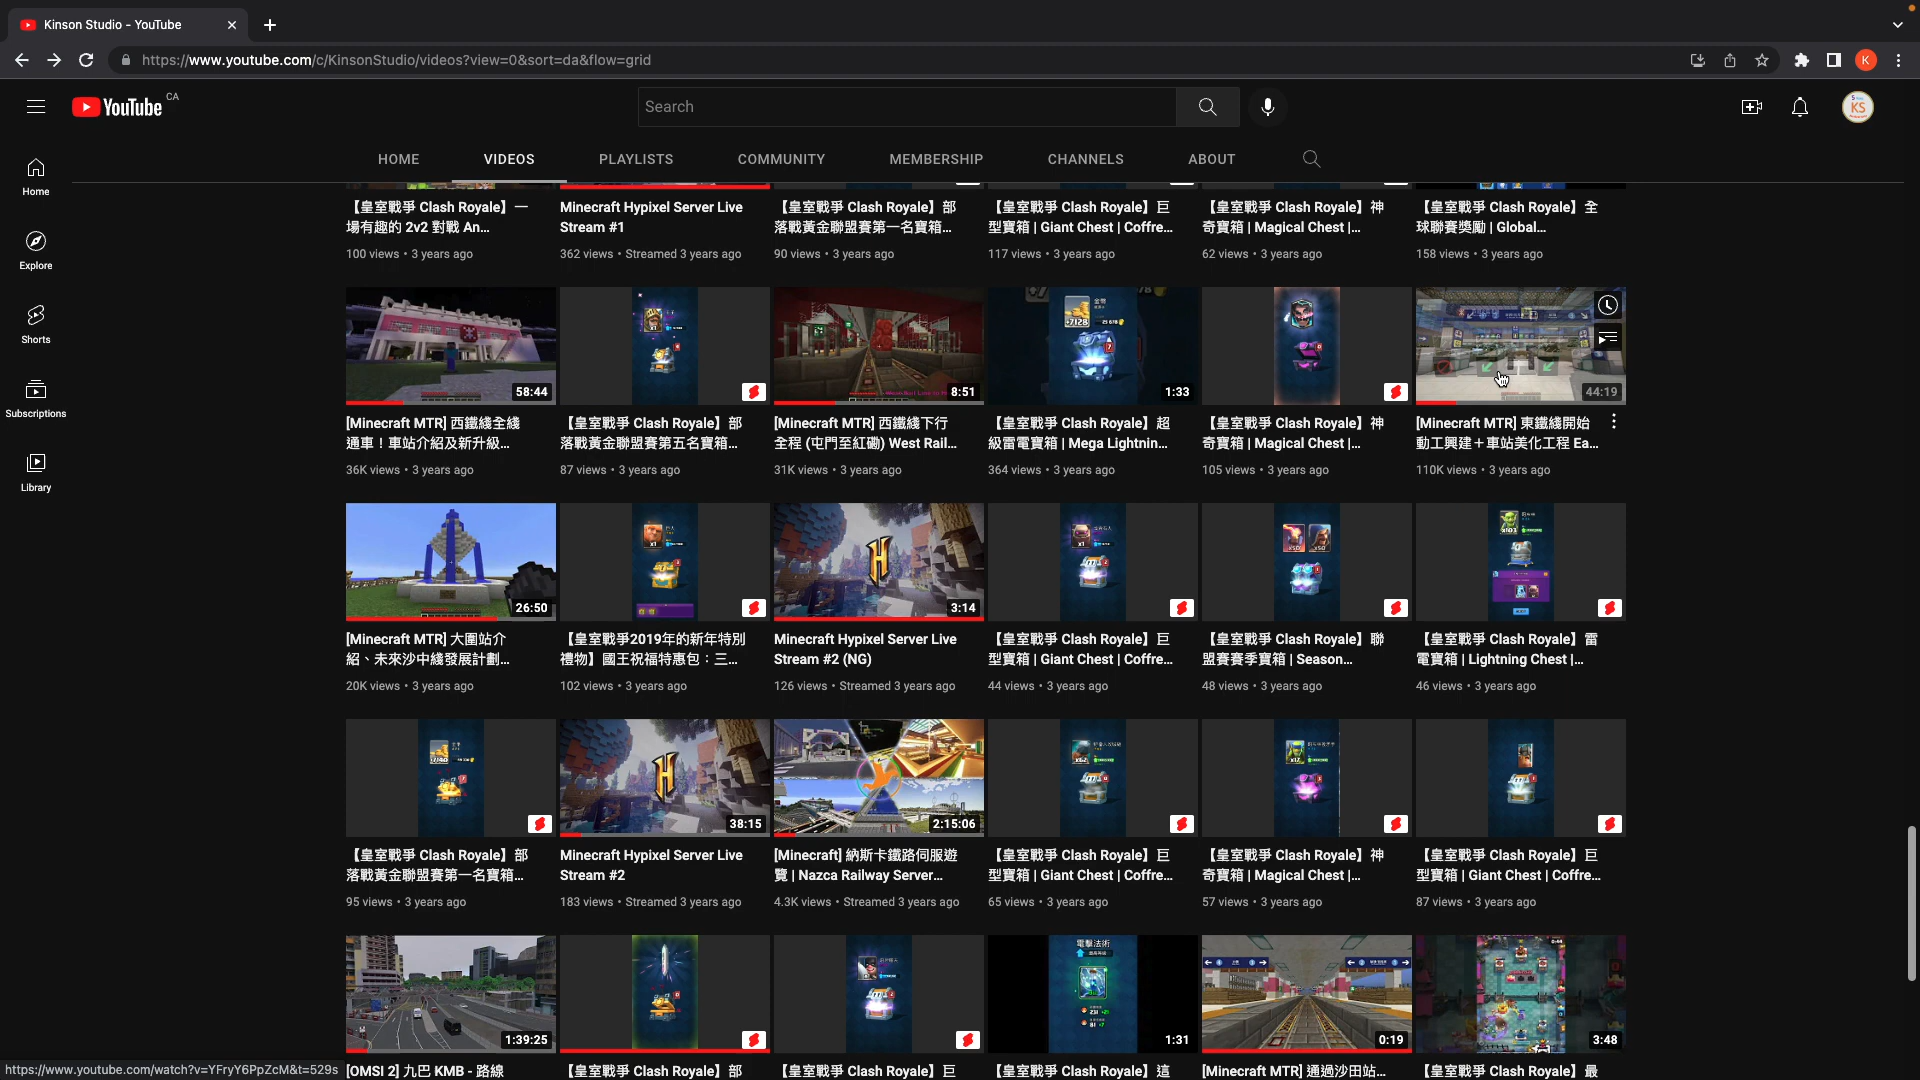 Kinson Studio - YouTube
https://www.youtube.com/c/KinsonStudio/videos?view=0&sort=da&flow=grid
K
YouTube CA
Search
KS
HOME
VIDEOS
PLAYLISTS
COMMUNITY
MEMBERSHIP
CHANNELS
ABOUT
Home
Explore
Shorts
Subscriptions
Library
【皇室戰爭 Clash Royale】一
場有趣的 2v2 對戰 An...
100 views • 3 years ago
Minecraft Hypixel Server Live
Stream #1
362 views • Streamed 3 years ago
【皇室戰爭 Clash Royale】部
落戰黃金聯盟賽第一名寶箱...
90 views • 3 years ago
【皇室戰爭 Clash Royale】巨
型寶箱 | Giant Chest | Coffre...
117 views • 3 years ago
【皇室戰爭 Clash Royale】神
奇寶箱 | Magical Chest |...
62 views • 3 years ago
【皇室戰爭 Clash Royale】全
球聯賽獎勵 | Global...
158 views • 3 years ago
58:44
[Minecraft MTR] 西鐵綫全綫
通車！車站介紹及新升級...
36K views • 3 years ago
【皇室戰爭 Clash Royale】部
落戰黃金聯盟賽第五名寶箱...
87 views • 3 years ago
8:51
[Minecraft MTR] 西鐵綫下行
全程 (屯門至紅磡) West Rail...
31K views • 3 years ago
金幣
+7128
1:33
【皇室戰爭 Clash Royale】超
級雷電寶箱 | Mega Lightnin...
364 views • 3 years ago
【皇室戰爭 Clash Royale】神
奇寶箱 | Magical Chest |...
105 views • 3 years ago
44:19
[Minecraft MTR] 東鐵綫開始
動工興建＋車站美化工程 Ea...
110K views • 3 years ago
26:50
[Minecraft MTR] 大圍站介
紹、未來沙中綫發展計劃...
20K views • 3 years ago
【皇室戰爭2019年的新年特別
禮物】國王祝福特惠包：三...
102 views • 3 years ago
3:14
Minecraft Hypixel Server Live
Stream #2 (NG)
126 views • Streamed 3 years ago
【皇室戰爭 Clash Royale】巨
型寶箱 | Giant Chest | Coffre...
44 views • 3 years ago
x50 x50
【皇室戰爭 Clash Royale】聯
盟賽賽季寶箱 | Season...
48 views • 3 years ago
x103
【皇室戰爭 Clash Royale】雷
電寶箱 | Lightning Chest |...
46 views • 3 years ago
【皇室戰爭 Clash Royale】部
落戰黃金聯盟賽第一名寶箱...
95 views • 3 years ago
38:15
Minecraft Hypixel Server Live
Stream #2
183 views • Streamed 3 years ago
2:15:06
[Minecraft] 納斯卡鐵路伺服遊
覽 | Nazca Railway Server...
4.3K views • Streamed 3 years ago
【皇室戰爭 Clash Royale】巨
型寶箱 | Giant Chest | Coffre...
65 views • 3 years ago
【皇室戰爭 Clash Royale】神
奇寶箱 | Magical Chest |...
57 views • 3 years ago
【皇室戰爭 Clash Royale】巨
型寶箱 | Giant Chest | Coffre...
87 views • 3 years ago
1:39:25
[OMSI 2] 九巴 KMB - 路線
【皇室戰爭 Clash Royale】部
【皇室戰爭 Clash Royale】巨
電擊法術
1:31
【皇室戰爭 Clash Royale】這
0:19
[Minecraft MTR] 通過沙田站...
3:48
【皇室戰爭 Clash Royale】最
https://www.youtube.com/watch?v=YFryY6PpZcM&t=529s